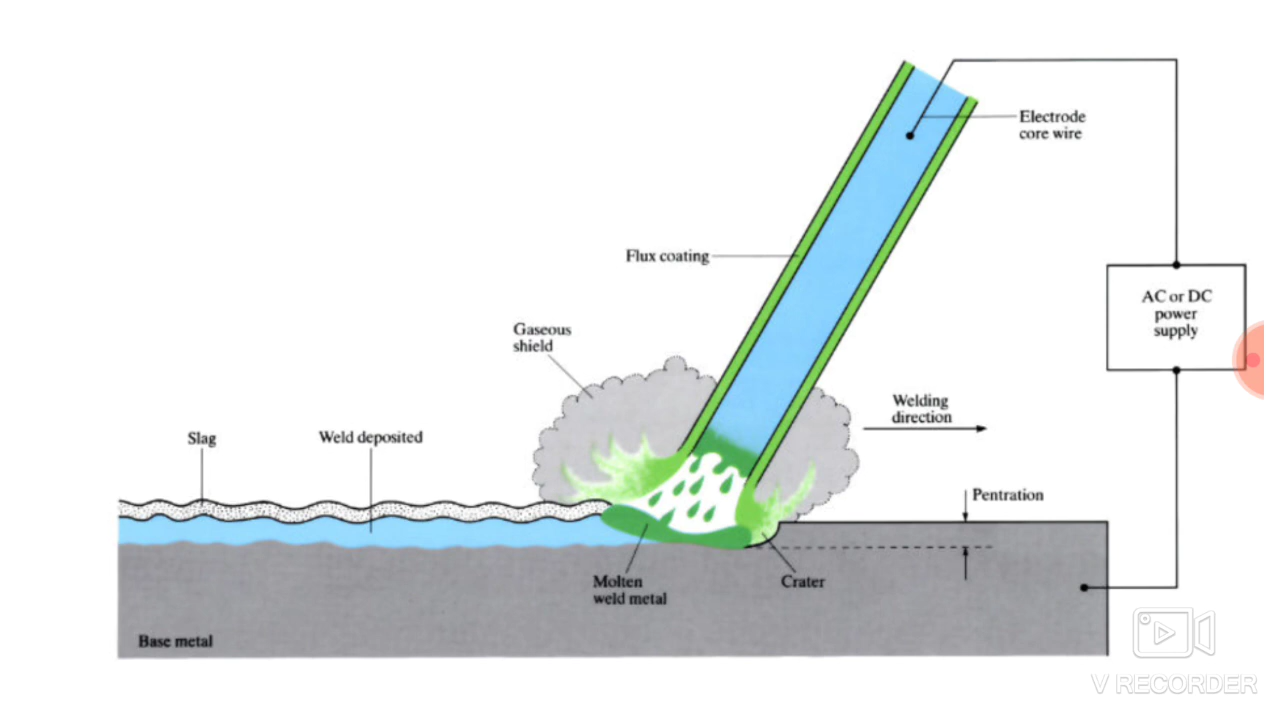 Electrode
core wire
Flux coating
AC or DC
power
supply
Gaseous
shield
Welding
direction
Slag
Weld deposited
Pentration
Molten
weld metal
Crater
Base metal
V RECORDER